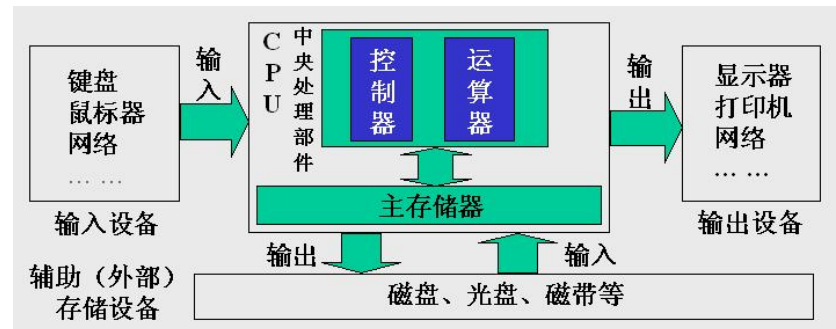 键盘
鼠标器
网络
… …
输入设备
输入
CPU
中央处理部件
控制器
运算器
主存储器
输出
显示器
打印机
网络
… …
输出设备
输出
输入
辅助（外部）
存储设备
磁盘、光盘、磁带等